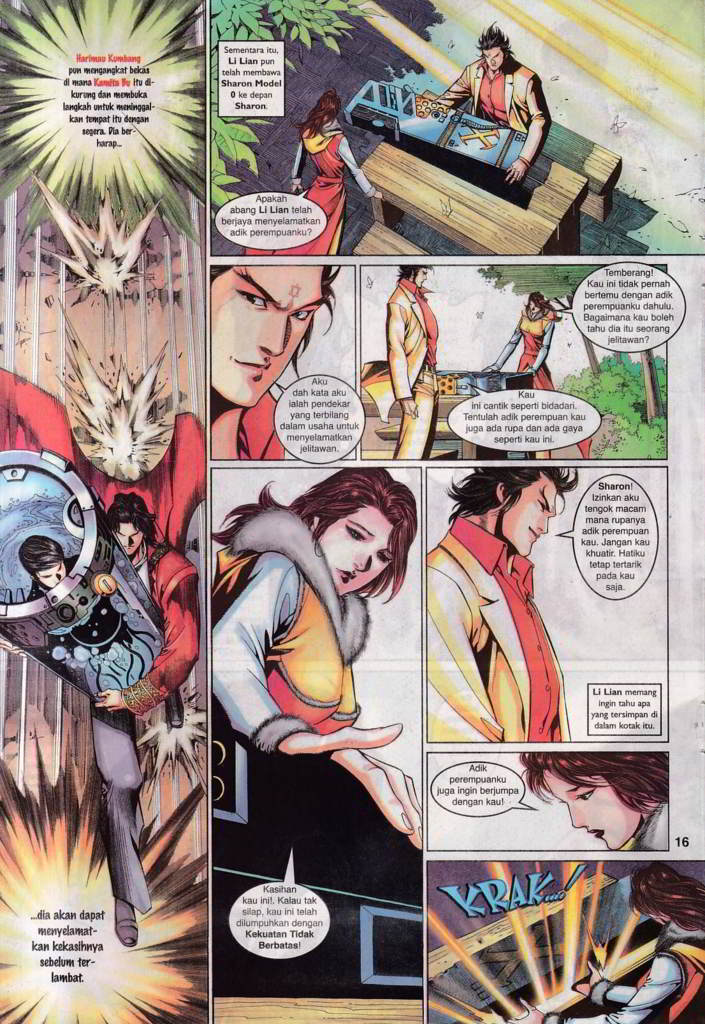 Harimau Kumbang
pun mengangkat bekas
di mana Kamito Bu itu di-
kurung dan membuka
langkah untuk meninggal-
kan tempat itu dengan
segera. Dia ber-
harap...
...dia akan dapat
menyelamat-
kan kekasihnya
sebelum ter-
lambat.
Sementara itu,
Li Lian pun
telah membawa
Sharon Model
0 ke depan
Sharon.
Apakah
abang Li Lian telah
berjaya menyelamatkan
adik perempuanku?
Aku
dah kata aku
ialah pendekar
yang terbilang
dalam usaha untuk
menyelamatkan
jelitawan.
Temberang!
Kau ini tidak pernah
bertemu dengan adik
perempuanku dahulu.
Bagaimana kau boleh
tahu dia itu seorang
jelitawan?
Kau
ini cantik seperti bidadari.
Tentulah adik perempuan kau
juga ada rupa dan ada gaya
seperti kau ini.
Kasihan
kau ini!. Kalau tak
silap, kau ini telah
dilumpuhkan dengan
Kekuatan Tidak
Berbatas!
Sharon!
Izinkan aku
tengok macam
mana rupanya
adik perempuan
kau. Jangan kau
khuatir. Hatiku
tetap tertarik
pada kau
saja.
Li Lian memang
ingin tahu apa
yang tersimpan di
dalam kotak itu.
Adik
perempuanku
juga ingin berjumpa
dengan kau!
16
KRAK...!